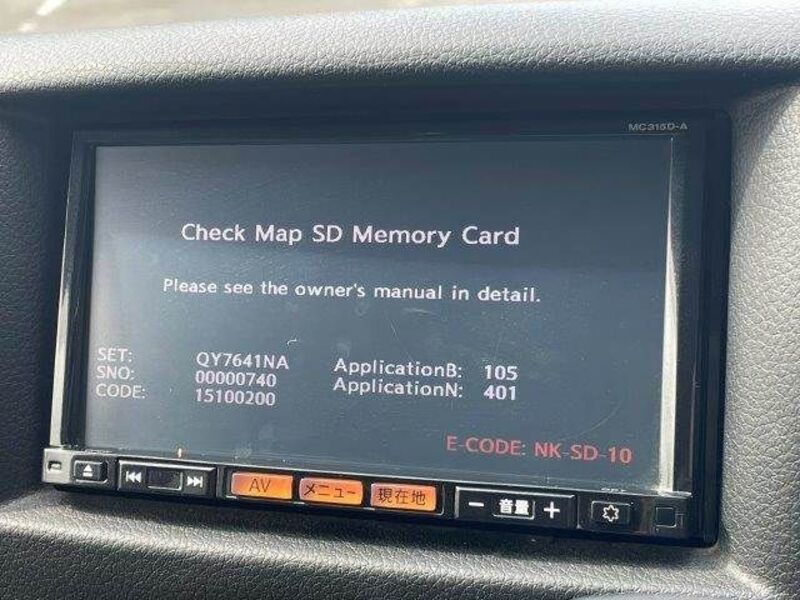 MC315D-A
Check Map SD Memory Card
Please see the owner's manual in detail.
SET: QY7641NA ApplicationB: 105
SNO: 00000740 ApplicationN: 401
CODE: 15100200
E-CODE: NK-SD-10
AV メニュー 現在地 音量